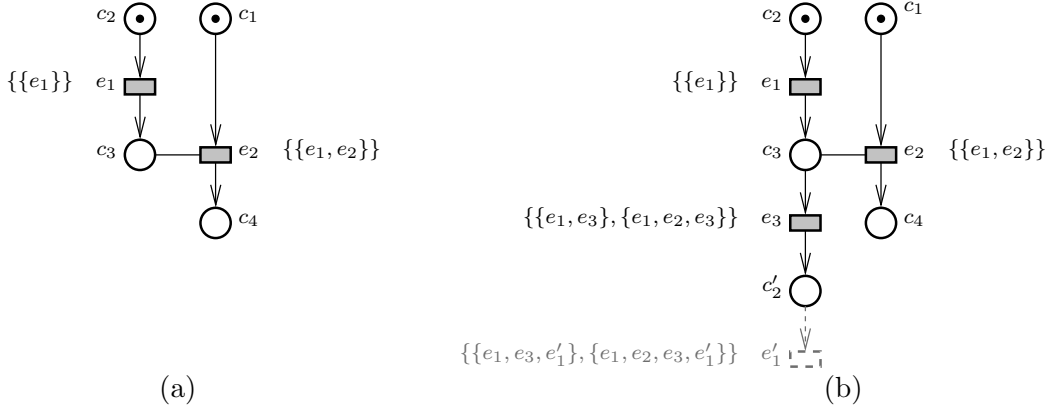 c₂ c₁ c₂ c₁
{{e₁}} e₁ {{e₁}} e₁
c₃ e₂ {{e₁, e₂}} c₃ e₂ {{e₁, e₂}}
c₄ {{e₁, e₃}, {e₁, e₂, e₃}} e₃ c₄
c′₂
{{e₁, e₃, e′₁}, {e₁, e₂, e₃, e′₁}} e′₁
(a) (b)